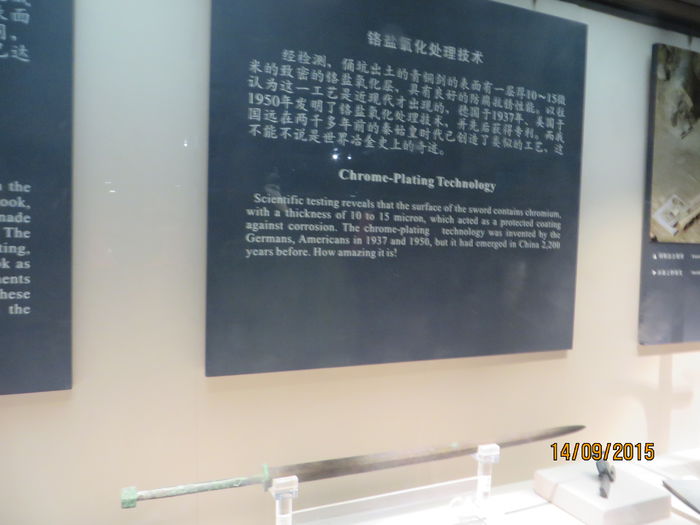 铬盐氧化处理技术
经检测，俑坑出土的青铜剑的表面有一层厚10～15微
米的致密的铬盐氧化层，具有良好的防腐抗锈性能。以往
认为这一工艺是近现代才出现的，德国于1937年、美国于
1950年发明了铬盐氧化处理技术，并先后获得专利。而我
国远在两千多年前的秦始皇时代已创造了类似的工艺，这
不能不说是世界冶金史上的奇迹。
Chrome-Plating Technology
Scientific testing reveals that the surface of the sword contains chromium,
with a thickness of 10 to 15 micron, which acted as a protected coating
against corrosion. The chrome-plating technology was invented by the
Germans, Americans in 1937 and 1950, but it had emerged in China 2,200
years before. How amazing it is!
the
ook,
made
The
ting,
ok as
ments
hese
the
14/09/2015